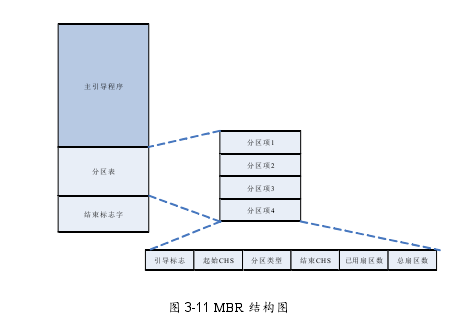 主引导程序
分区表
结束标志字
分区项1
分区项2
分区项3
分区项4
引导标志 起始CHS 分区类型 结束CHS 已用扇区数 总扇区数
图 3-11 MBR 结构图